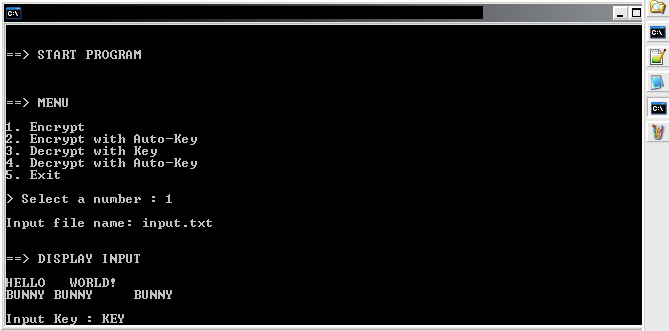 C:\
==> START PROGRAM
==> MENU
1. Encrypt
2. Encrypt with Auto-Key
3. Decrypt with Key
4. Decrypt with Auto-Key
5. Exit
> Select a number : 1
Input file name: input.txt
==> DISPLAY INPUT
HELLO   WORLD!
BUNNY BUNNY     BUNNY
Input Key : KEY
C:\
C:\